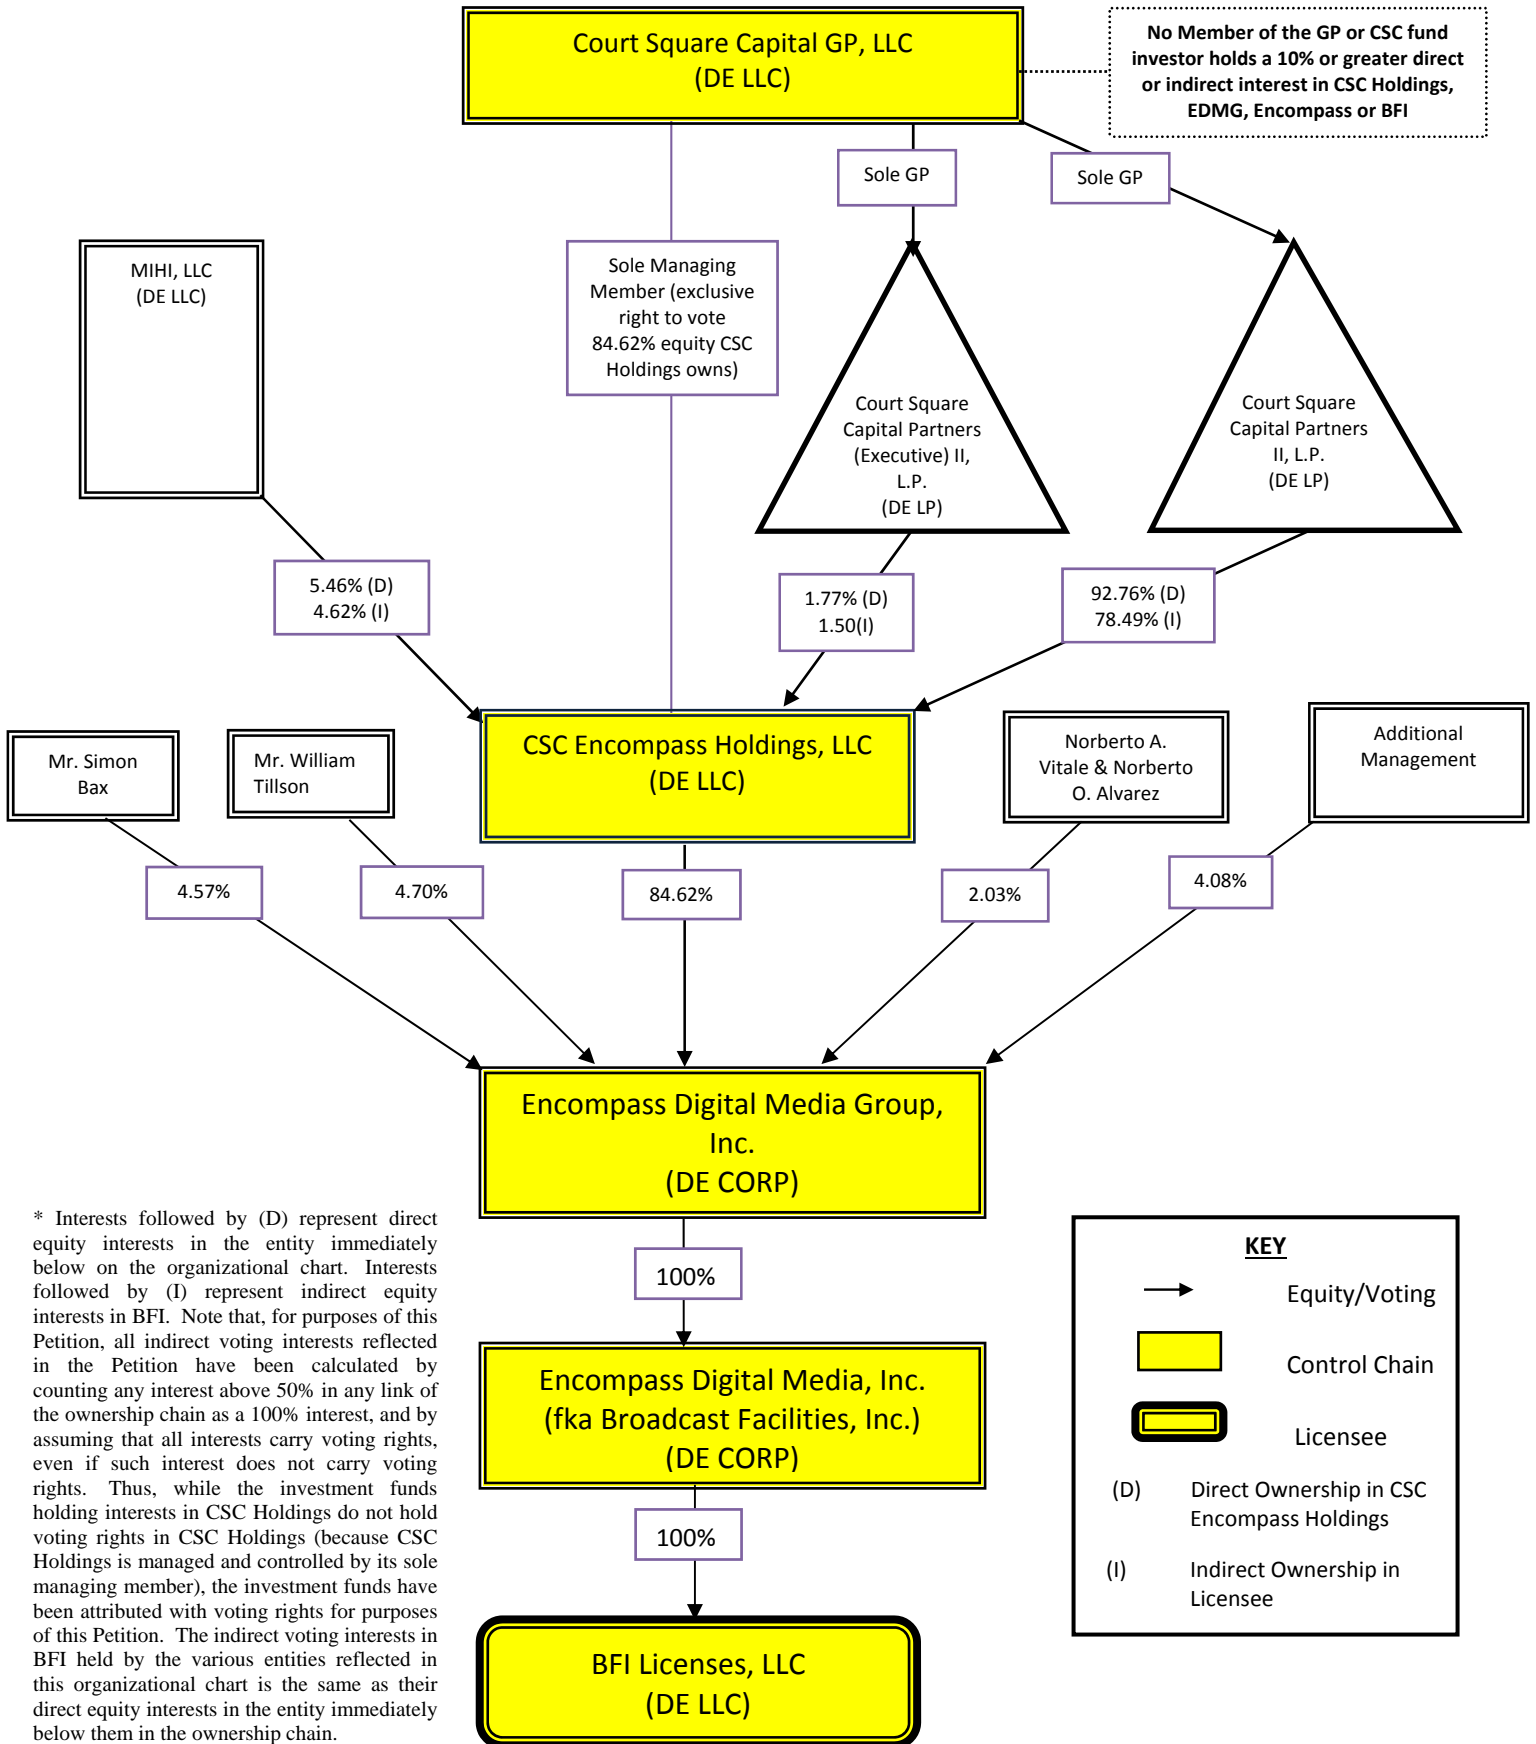 Court Square Capital GP, LLC
(DE LLC)
No Member of the GP or CSC fund
investor holds a 10% or greater direct
or indirect interest in CSC Holdings,
EDMG, Encompass or BFI
Sole GP
Sole GP
MIHI, LLC
(DE LLC)
Sole Managing
Member (exclusive
right to vote
84.62% equity CSC
Holdings owns)
Court Square
Capital Partners
(Executive) II,
L.P.
(DE LP)
Court Square
Capital Partners
II, L.P.
(DE LP)
5.46% (D)
4.62% (I)
1.77% (D)
1.50(I)
92.76% (D)
78.49% (I)
Mr. Simon
Bax
Mr. William
Tillson
CSC Encompass Holdings, LLC
(DE LLC)
Norberto A.
Vitale & Norberto
O. Alvarez
Additional
Management
4.57%
4.70%
84.62%
2.03%
4.08%
Encompass Digital Media Group,
Inc.
(DE CORP)
100%
Encompass Digital Media, Inc.
(fka Broadcast Facilities, Inc.)
(DE CORP)
100%
BFI Licenses, LLC
(DE LLC)
* Interests followed by (D) represent direct
equity interests in the entity immediately
below on the organizational chart. Interests
followed by (I) represent indirect equity
interests in BFI. Note that, for purposes of this
Petition, all indirect voting interests reflected
in the Petition have been calculated by
counting any interest above 50% in any link of
the ownership chain as a 100% interest, and by
assuming that all interests carry voting rights,
even if such interest does not carry voting
rights. Thus, while the investment funds
holding interests in CSC Holdings do not hold
voting rights in CSC Holdings (because CSC
Holdings is managed and controlled by its sole
managing member), the investment funds have
been attributed with voting rights for purposes
of this Petition. The indirect voting interests in
BFI held by the various entities reflected in
this organizational chart is the same as their
direct equity interests in the entity immediately
below them in the ownership chain.
KEY
Equity/Voting
Control Chain
Licensee
(D) Direct Ownership in CSC
Encompass Holdings
(I) Indirect Ownership in
Licensee